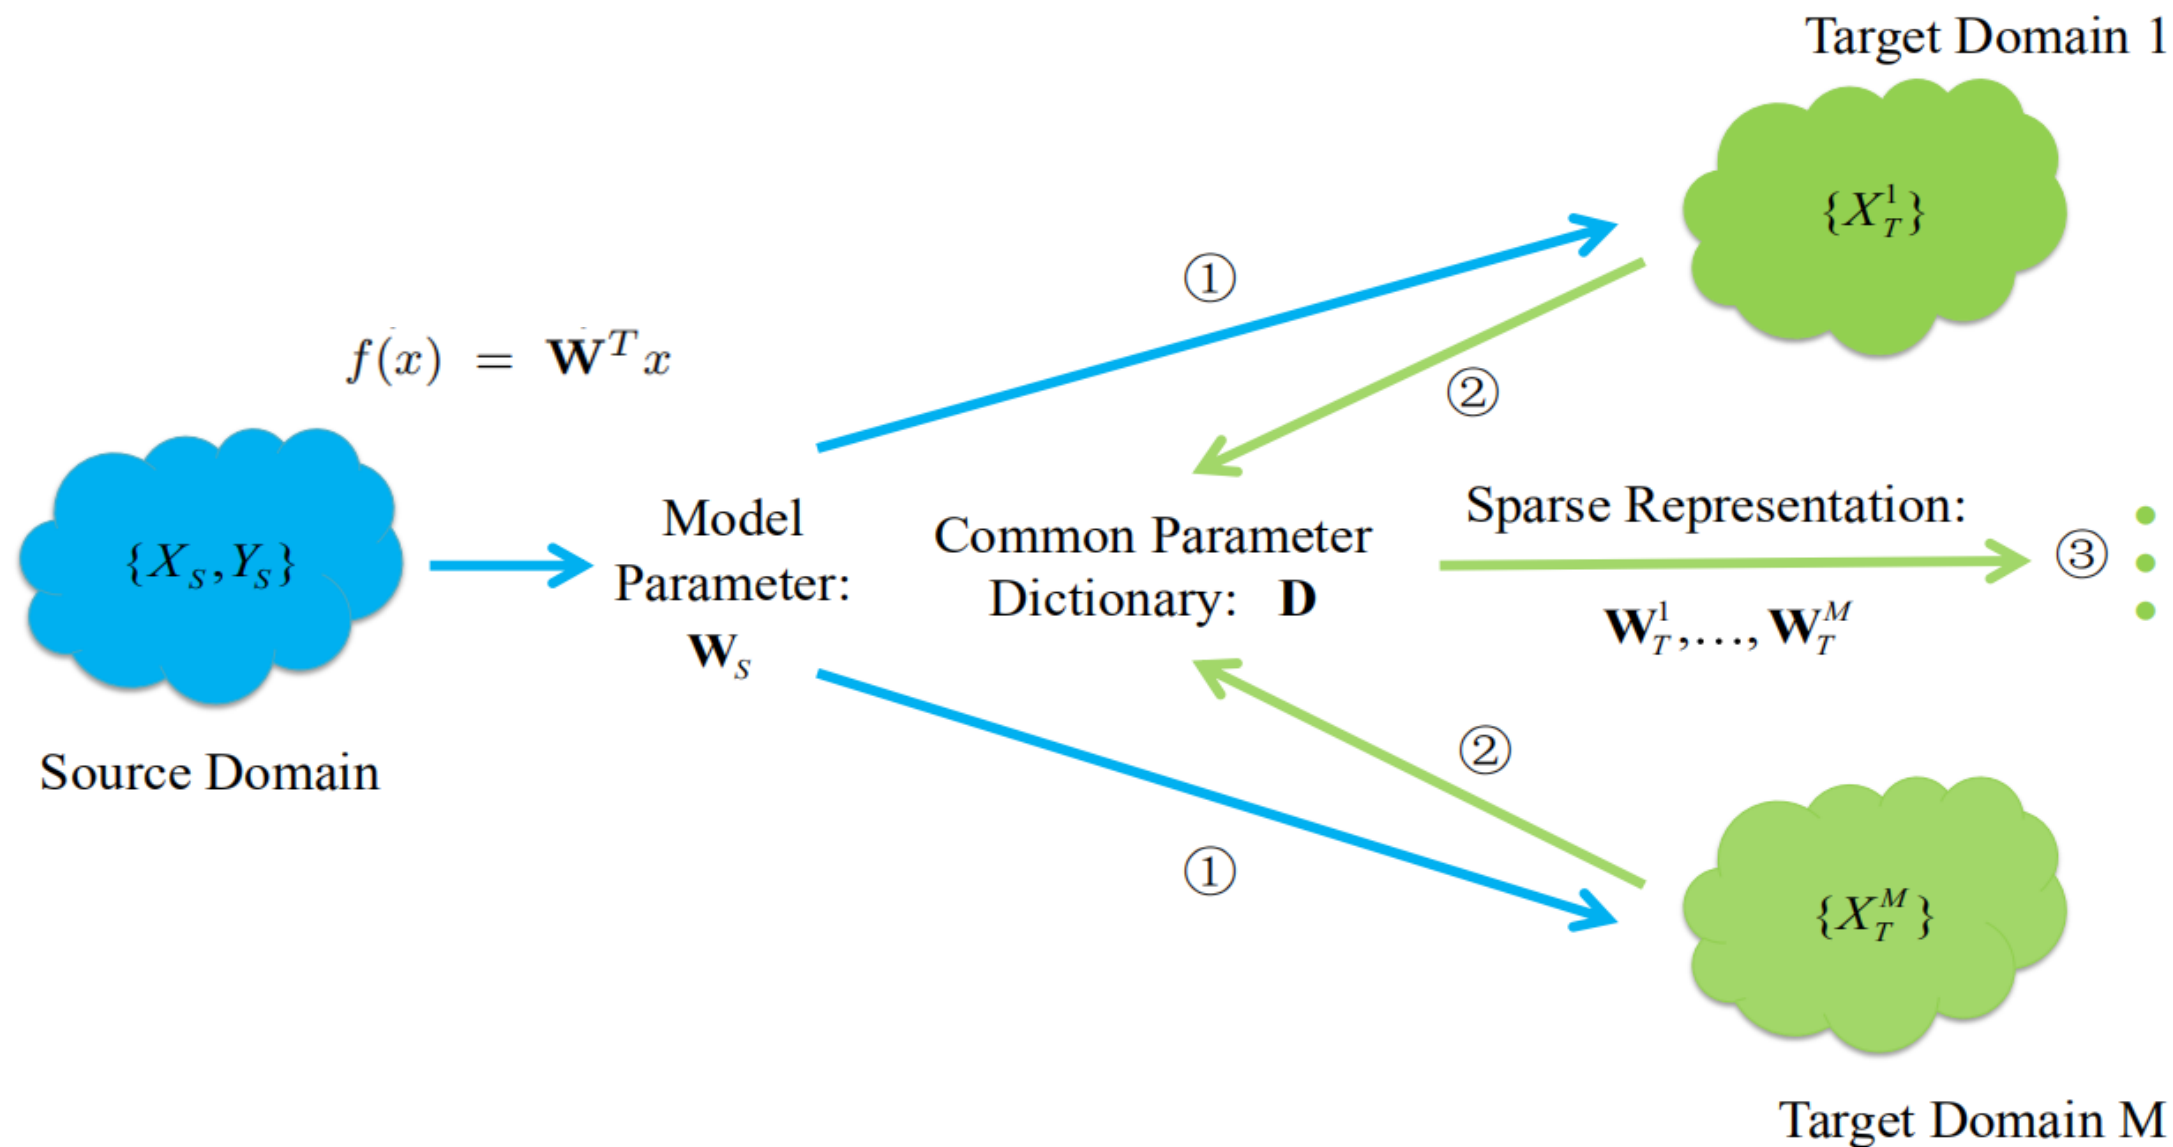 Target Domain 1
{X_T^1}
①
f(x) = W^T x
②
{X_S, Y_S}
Model
Parameter:
W_S
Common Parameter
Dictionary: D
Sparse Representation:
W_T^1,…, W_T^M
③
Source Domain
②
①
{X_T^M}
Target Domain M